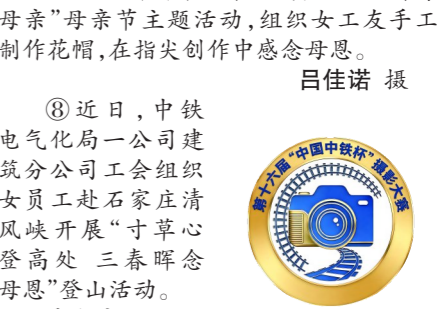 母亲”母亲节主题活动,组织女工友手工
制作花帽,在指尖创作中感念母恩。
吕佳诺 摄
⑧近日,中铁
电气化局一公司建
筑分公司工会组织
女员工赴石家庄清
风峡开展“寸草心
登高处 三春晖念
母恩”登山活动。
第十六届“中国中铁杯”摄影大赛